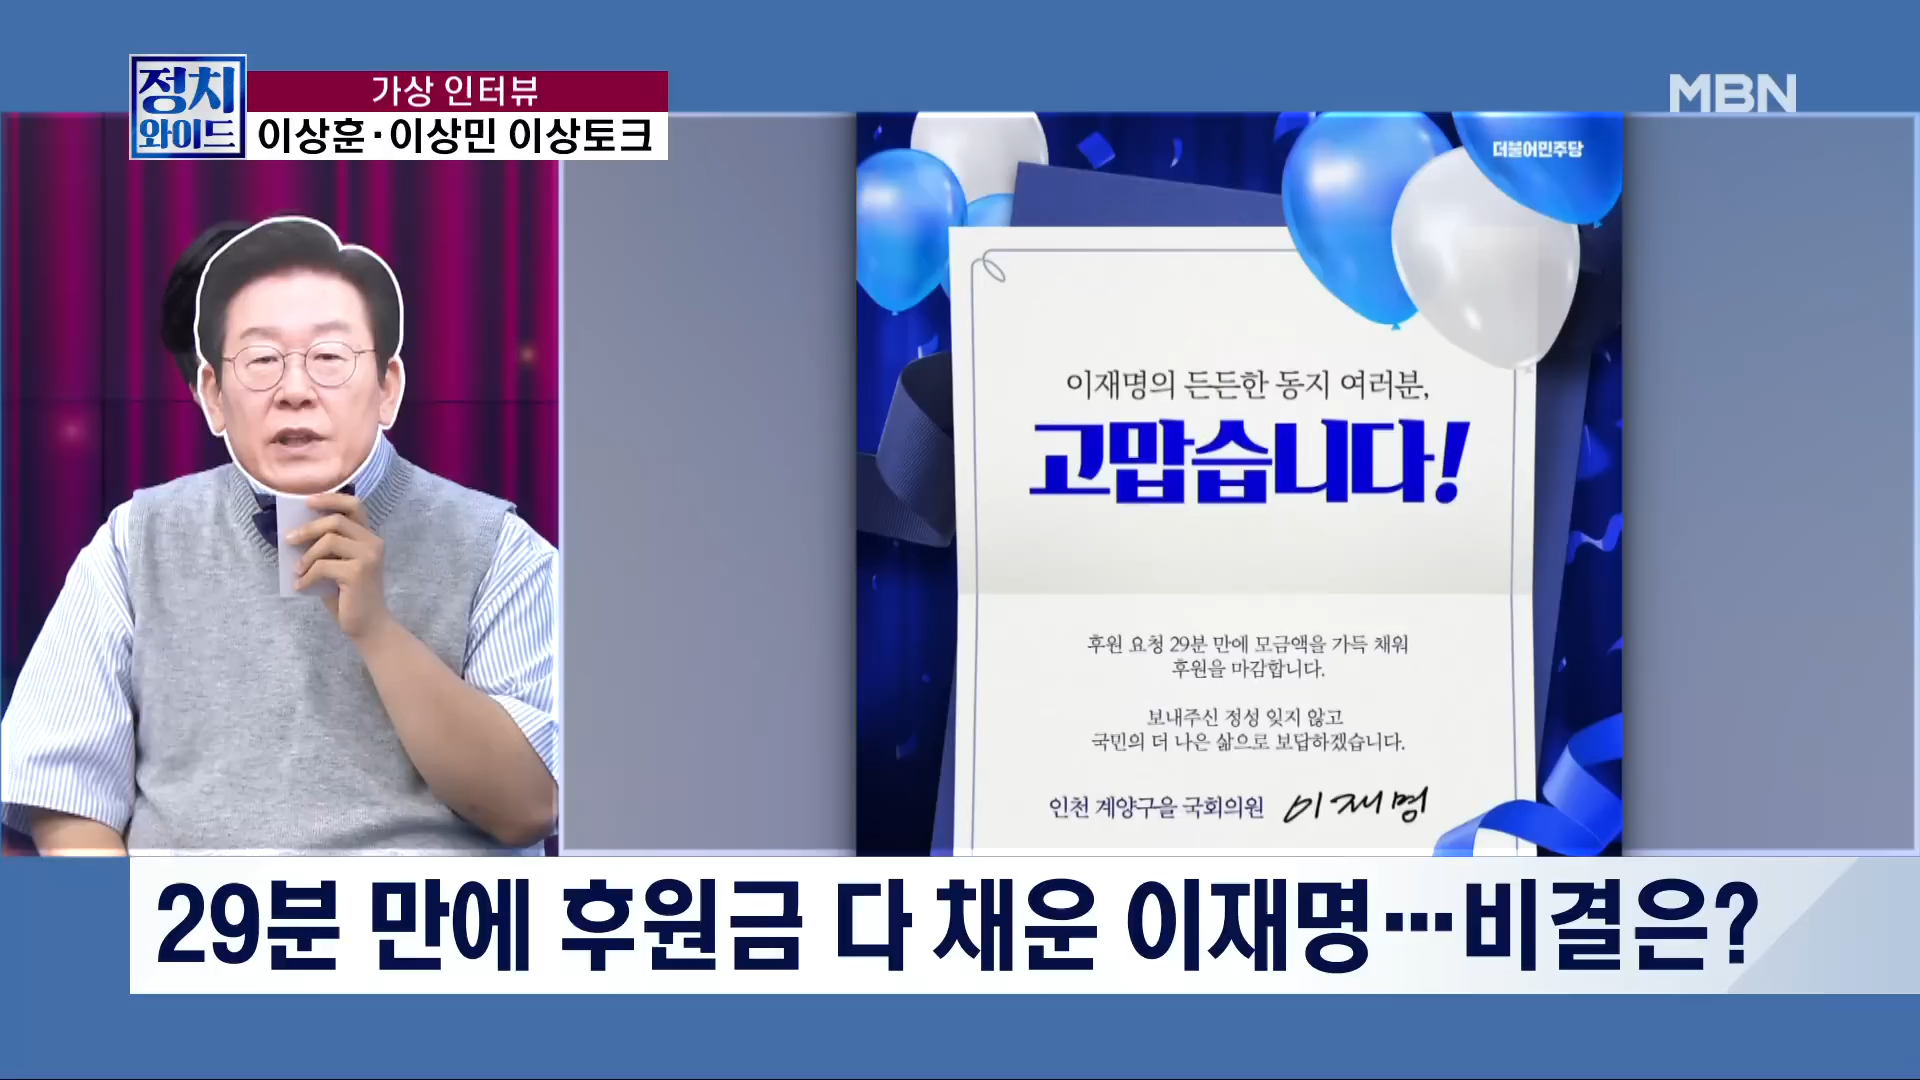 정치
와이드
가상 인터뷰
이상훈·이상민 이상토크
MBN
더불어민주당
이재명의 든든한 동지 여러분,
고맙습니다!
후원 요청 29분 만에 모금액을 가득 채워
후원을 마감합니다.
보내주신 정성 잊지 않고
국민의 더 나은 삶으로 보답하겠습니다.
인천 계양구을 국회의원 이재명
29분 만에 후원금 다 채운 이재명…비결은?